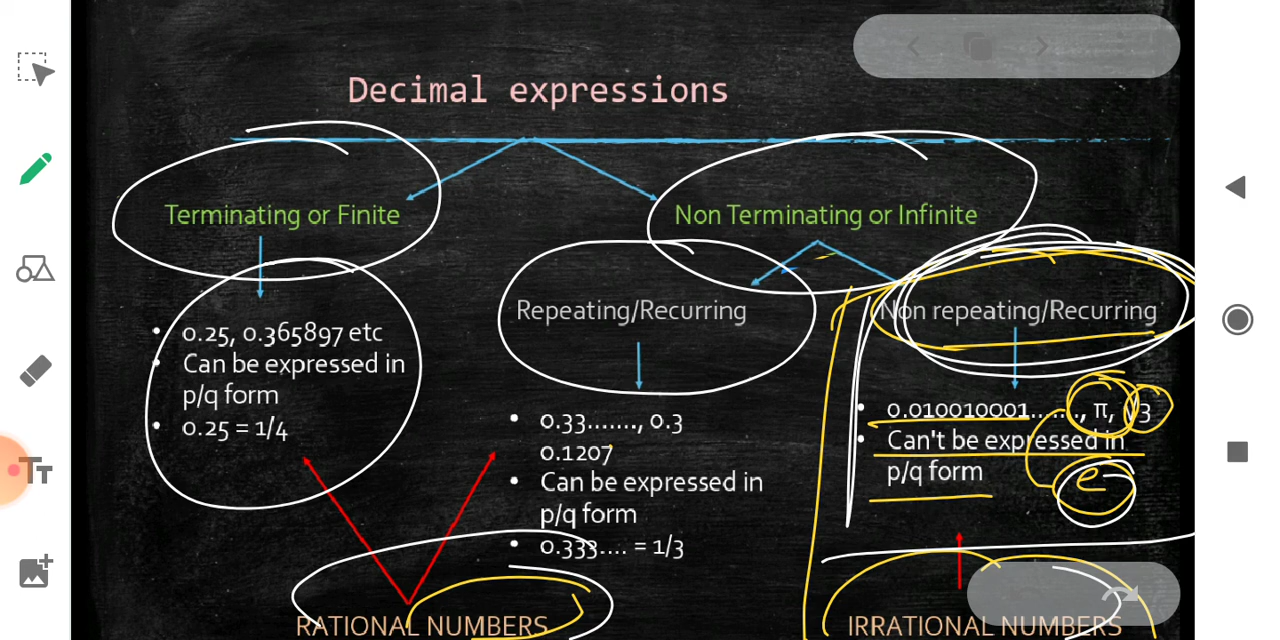 Decimal expressions
Terminating or Finite
Non Terminating or Infinite
Repeating/Recurring
Non repeating/Recurring
• 0.25, 0.365897 etc
• Can be expressed in
p/q form
• 0.25 = 1/4
• 0.33......., 0.3
0.1207
• Can be expressed in
p/q form
• 0.333.... = 1/3
• 0.010010001......., π, √3
• Can't be expressed in
p/q form
e
RATIONAL NUMBERS
IRRATIONAL NUMBERS
Tt